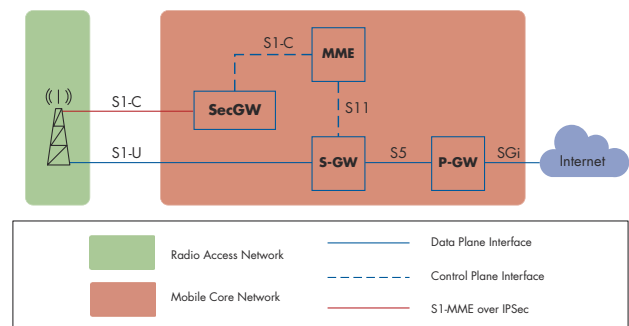 S1-C
MME
S1-C
SecGW
S11
S1-U
S-GW
S5
P-GW
SGi
Internet
Radio Access Network
Data Plane Interface
Control Plane Interface
Mobile Core Network
S1-MME over IPSec